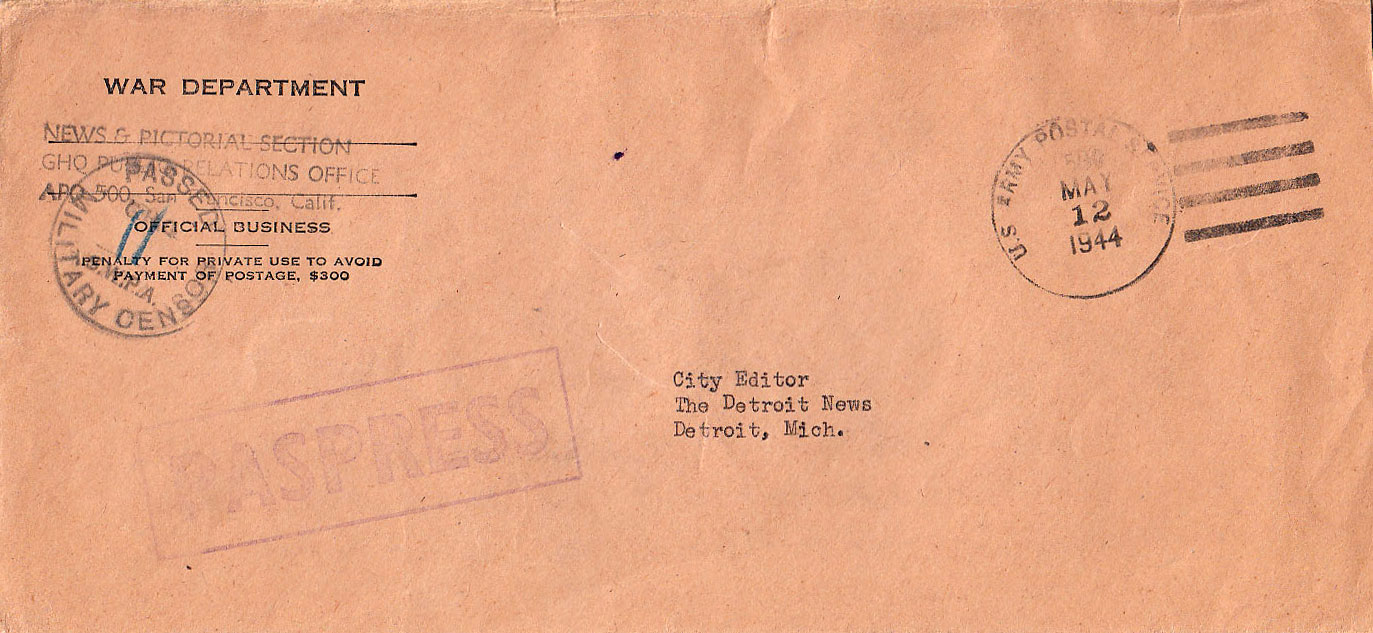 WAR DEPARTMENT
NEWS & PICTORIAL SECTION
GHQ PUBLIC RELATIONS OFFICE
APO 500, San Francisco, Calif.
OFFICIAL BUSINESS
PENALTY FOR PRIVATE USE TO AVOID
PAYMENT OF POSTAGE, $300
PASSED
S.W.P.A.
MILITARY CENSOR
U.S. ARMY POSTAL SERVICE
MAY
12
1944
City Editor
The Detroit News
Detroit, Mich.
PASPRESS